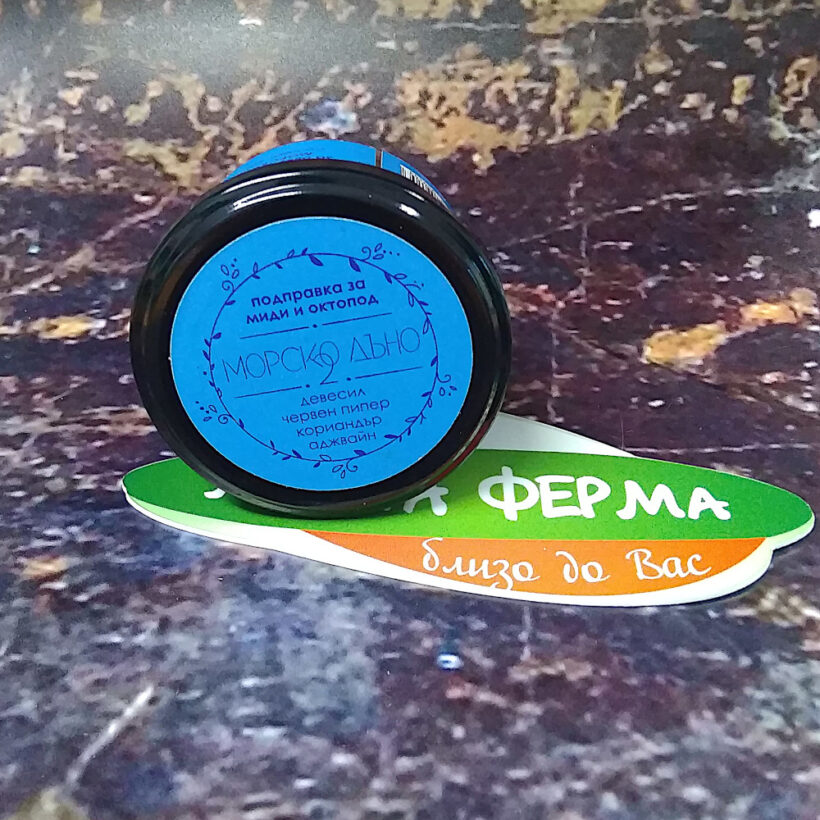 подправка за
миди и октопод
МОРСКО ДЪНО
2
девесил
червен пипер
кориандър
аджвайн
ФЕРМА
близо до Вас